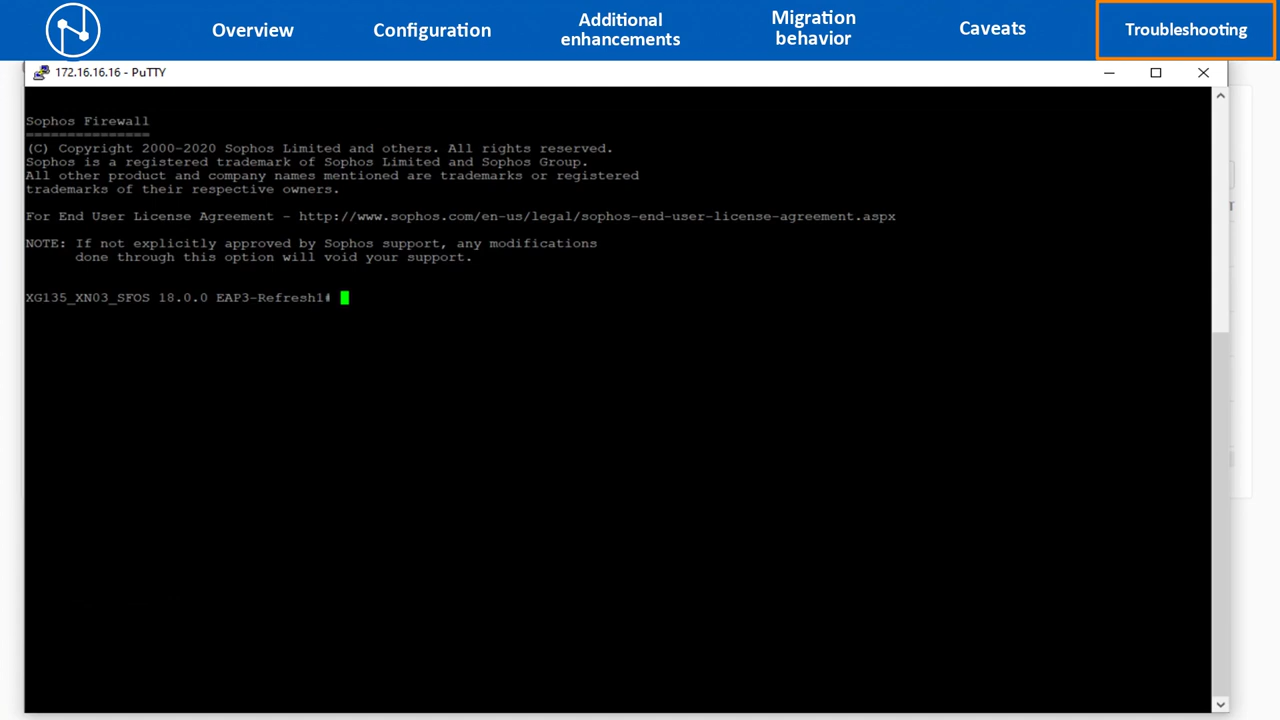 Overview
Configuration
Additional
enhancements
Migration
behavior
Caveats
Troubleshooting
172.16.16.16 - PuTTY
Sophos Firewall
===============
(C) Copyright 2000-2020 Sophos Limited and others. All rights reserved.
Sophos is a registered trademark of Sophos Limited and Sophos Group.
All other product and company names mentioned are trademarks or registered
trademarks of their respective owners.
For End User License Agreement - http://www.sophos.com/en-us/legal/sophos-end-user-license-agreement.aspx
NOTE: If not explicitly approved by Sophos support, any modifications
done through this option will void your support.
XG135_XN03_SFOS 18.0.0 EAP3-Refresh1#